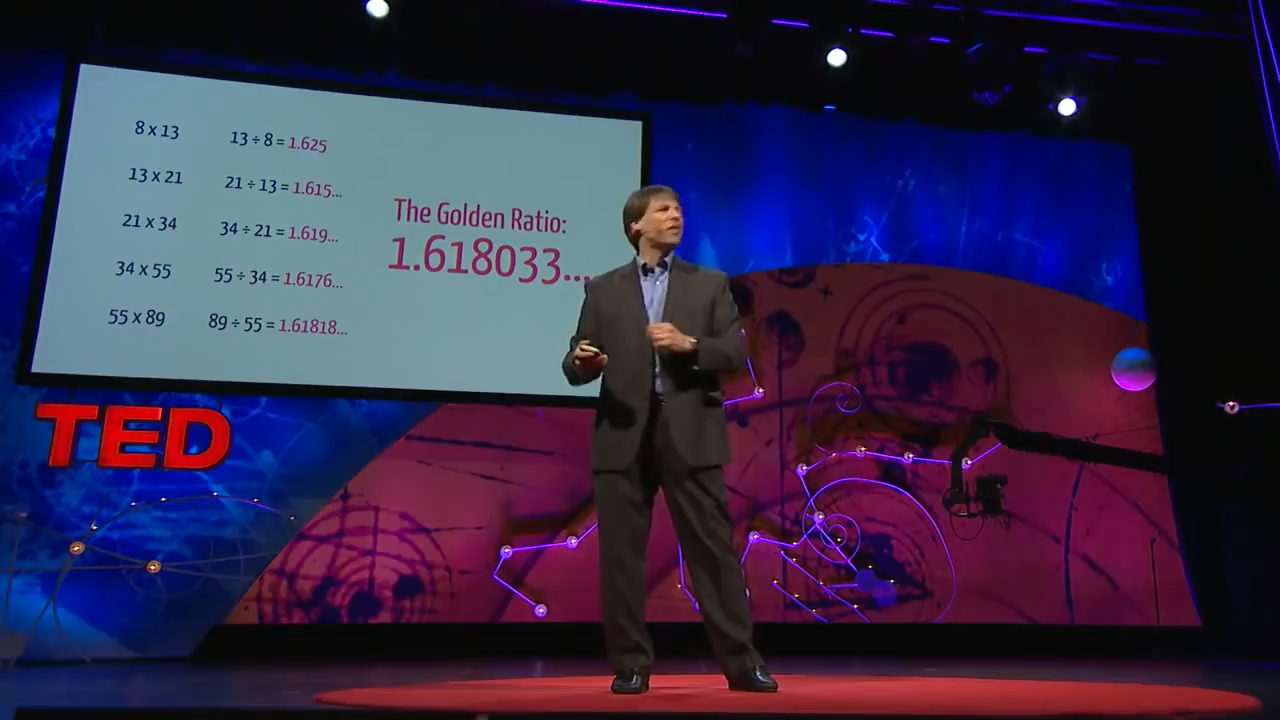 8 x 13 13 ÷ 8 = 1.625
13 x 21 21 ÷ 13 = 1.615...
21 x 34 34 ÷ 21 = 1.619...
34 x 55 55 ÷ 34 = 1.6176...
55 x 89 89 ÷ 55 = 1.61818...
The Golden Ratio:
1.618033...
TED